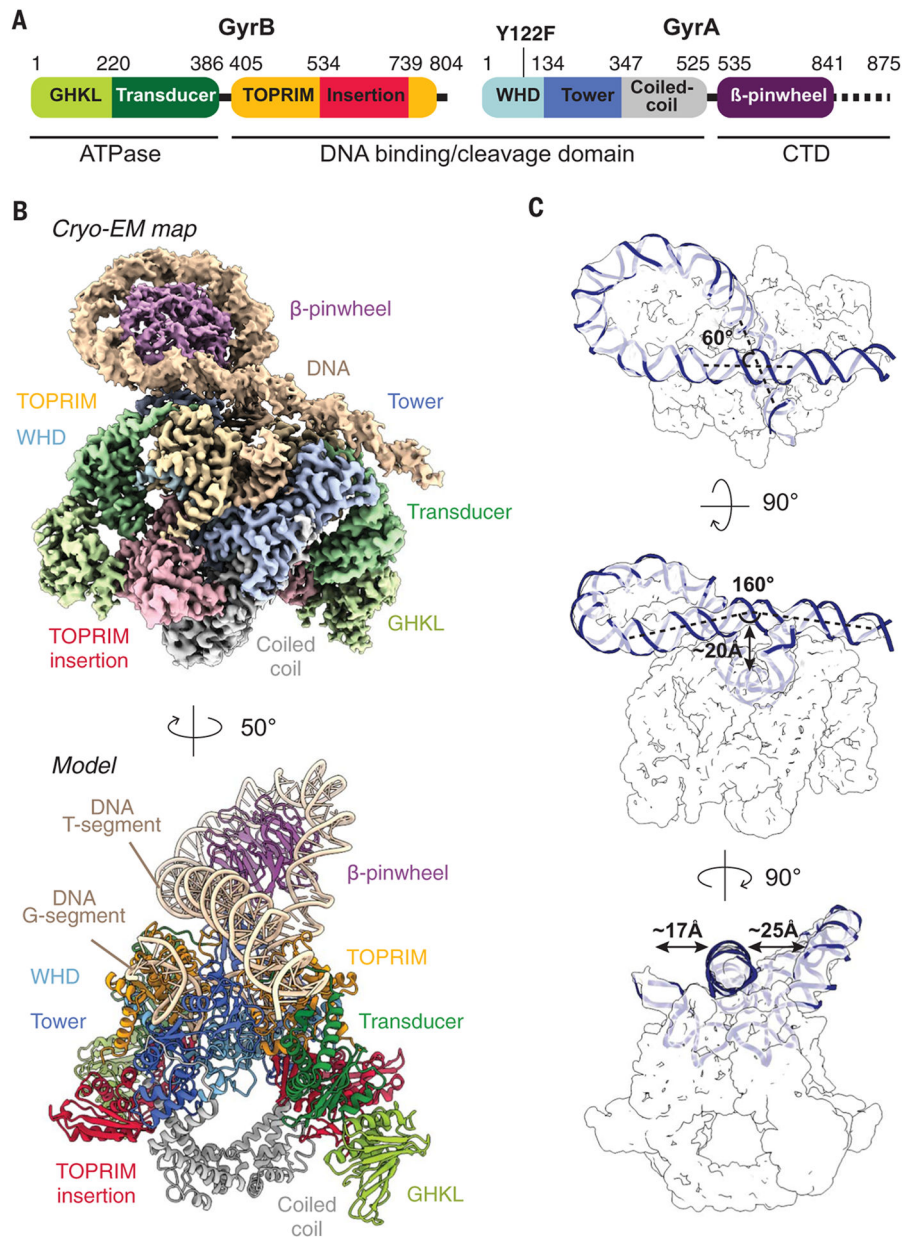 A
GyrB
Y122F
GyrA
1 220 386 405 534 739 804 1 134 347 525 535 841 875
GHKL Transducer TOPRIM Insertion WHD Tower Coiled-
coil ß-pinwheel
ATPase DNA binding/cleavage domain CTD
B
Cryo-EM map
β-pinwheel
DNA
TOPRIM
Tower
WHD
Transducer
GHKL
TOPRIM
insertion
Coiled
coil
50°
Model
DNA
T-segment
β-pinwheel
DNA
G-segment
WHD
TOPRIM
Tower
Transducer
TOPRIM
insertion
GHKL
Coiled
coil
C
60°
90°
160°
~20Å
90°
~17Å ~25Å